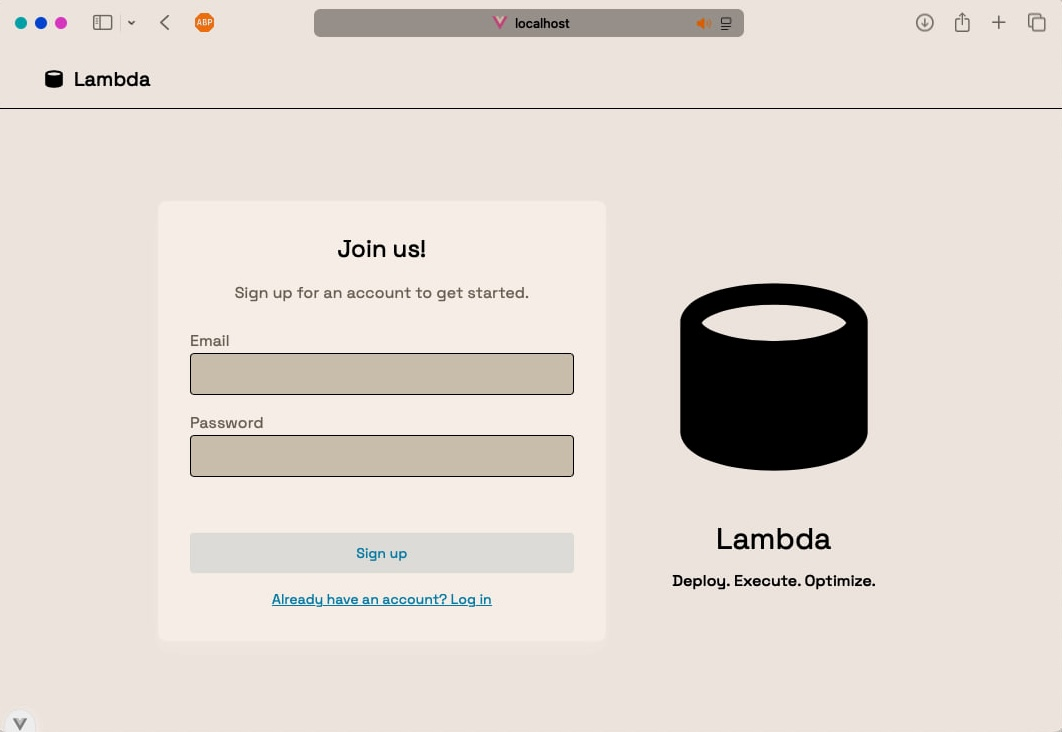 ABP
localhost
Lambda
Join us!
Sign up for an account to get started.
Email
Password
Sign up
Already have an account? Log in
Lambda
Deploy. Execute. Optimize.